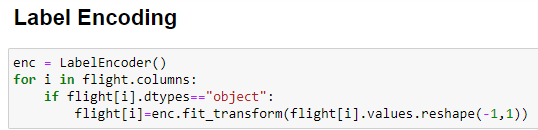 Label Encoding
enc = LabelEncoder()
for i in flight.columns:
    if flight[i].dtypes=="object":
        flight[i]=enc.fit_transform(flight[i].values.reshape(-1,1))